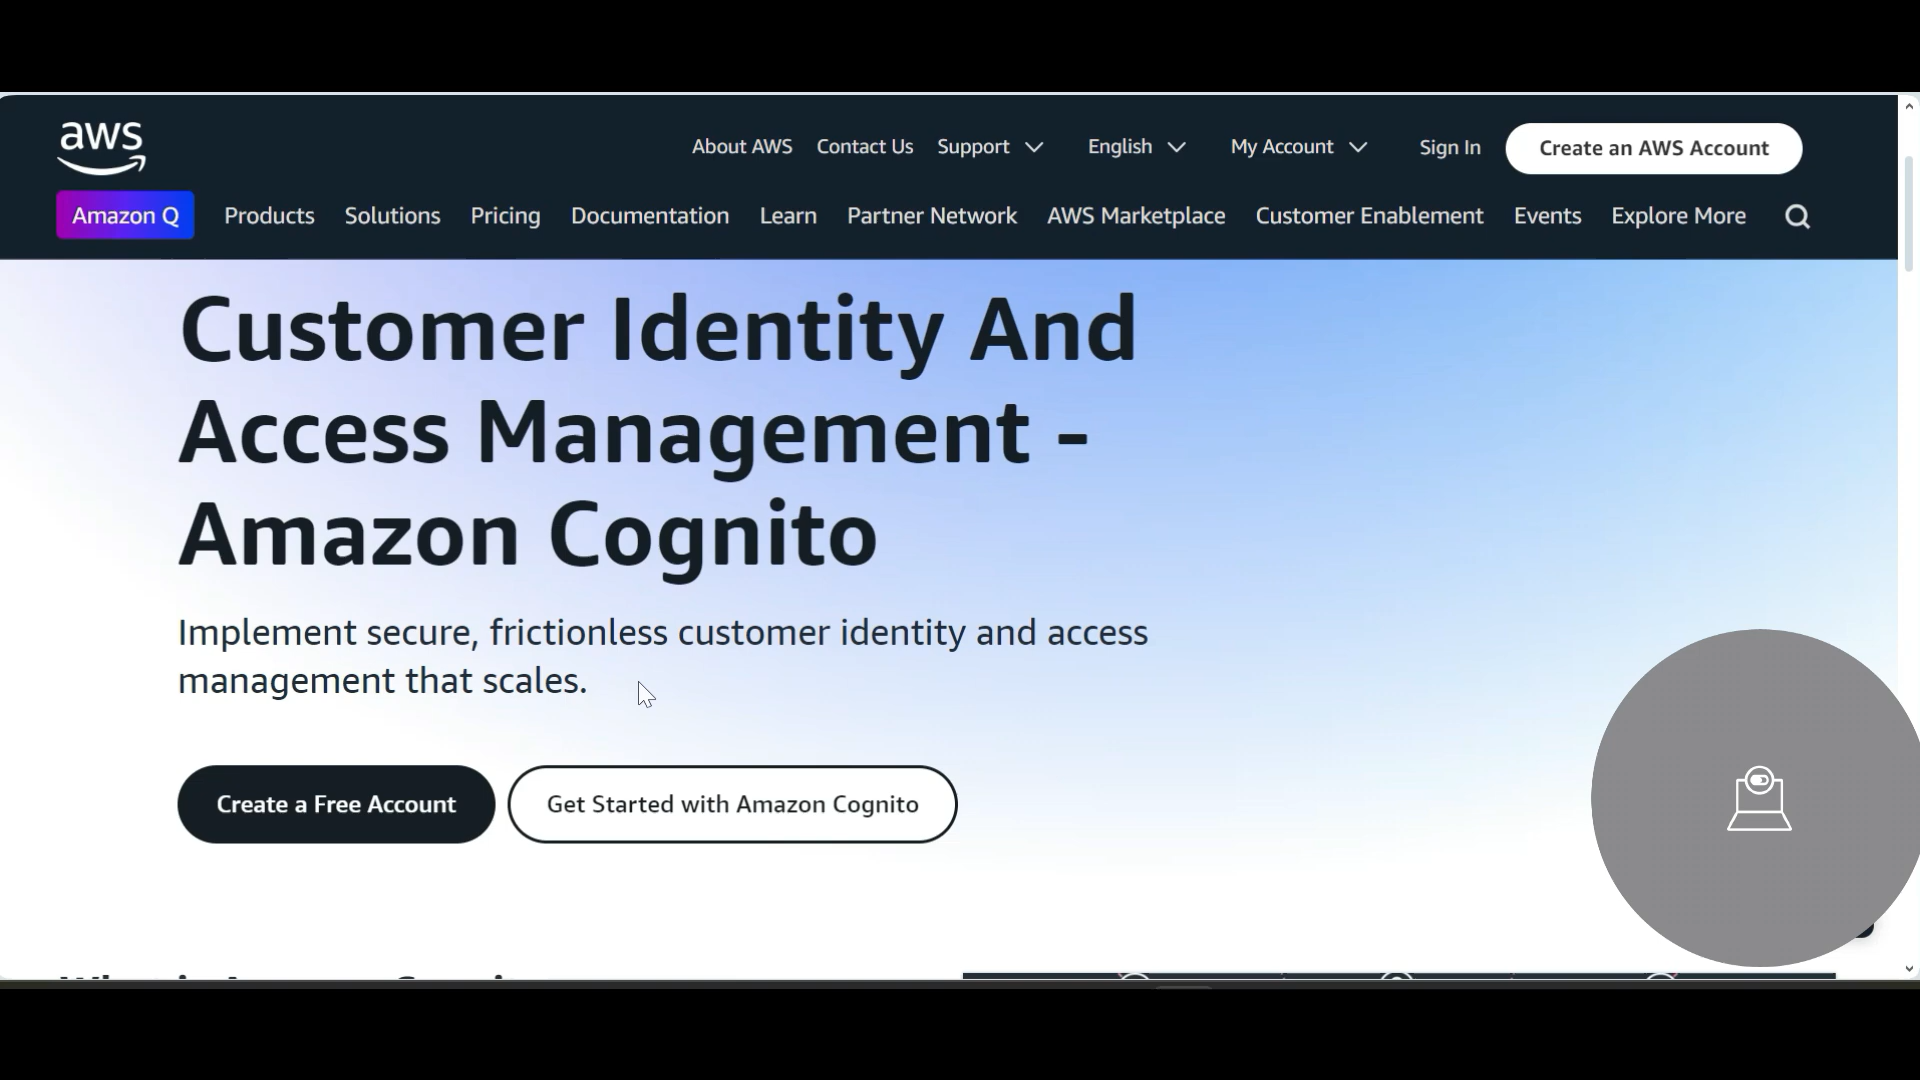 aws
About AWS Contact Us Support English My Account Sign In Create an AWS Account
Amazon Q Products Solutions Pricing Documentation Learn Partner Network AWS Marketplace Customer Enablement Events Explore More
Customer Identity And
Access Management -
Amazon Cognito
Implement secure, frictionless customer identity and access
management that scales.
Create a Free Account Get Started with Amazon Cognito